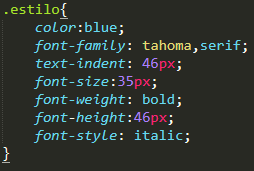 .estilo{
color:blue;
font-family: tahoma,serif;
text-indent: 46px;
font-size:35px;
font-weight: bold;
font-height:46px;
font-style: italic;
}